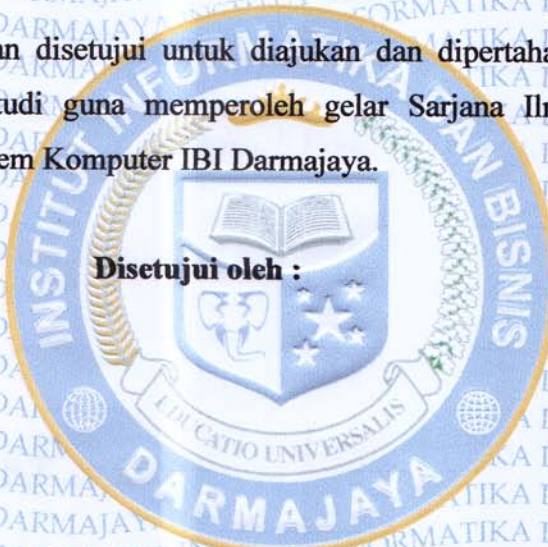 an disetujui untuk diajukan dan dipertaha
tudi guna memperoleh gelar Sarjana Il
em Komputer IBI Darmajaya.
Disetujui oleh :
INSTITUT INFORMATIKA DAN BISNIS
EDUCATIO UNIVERSALIS
DARMAJAYA